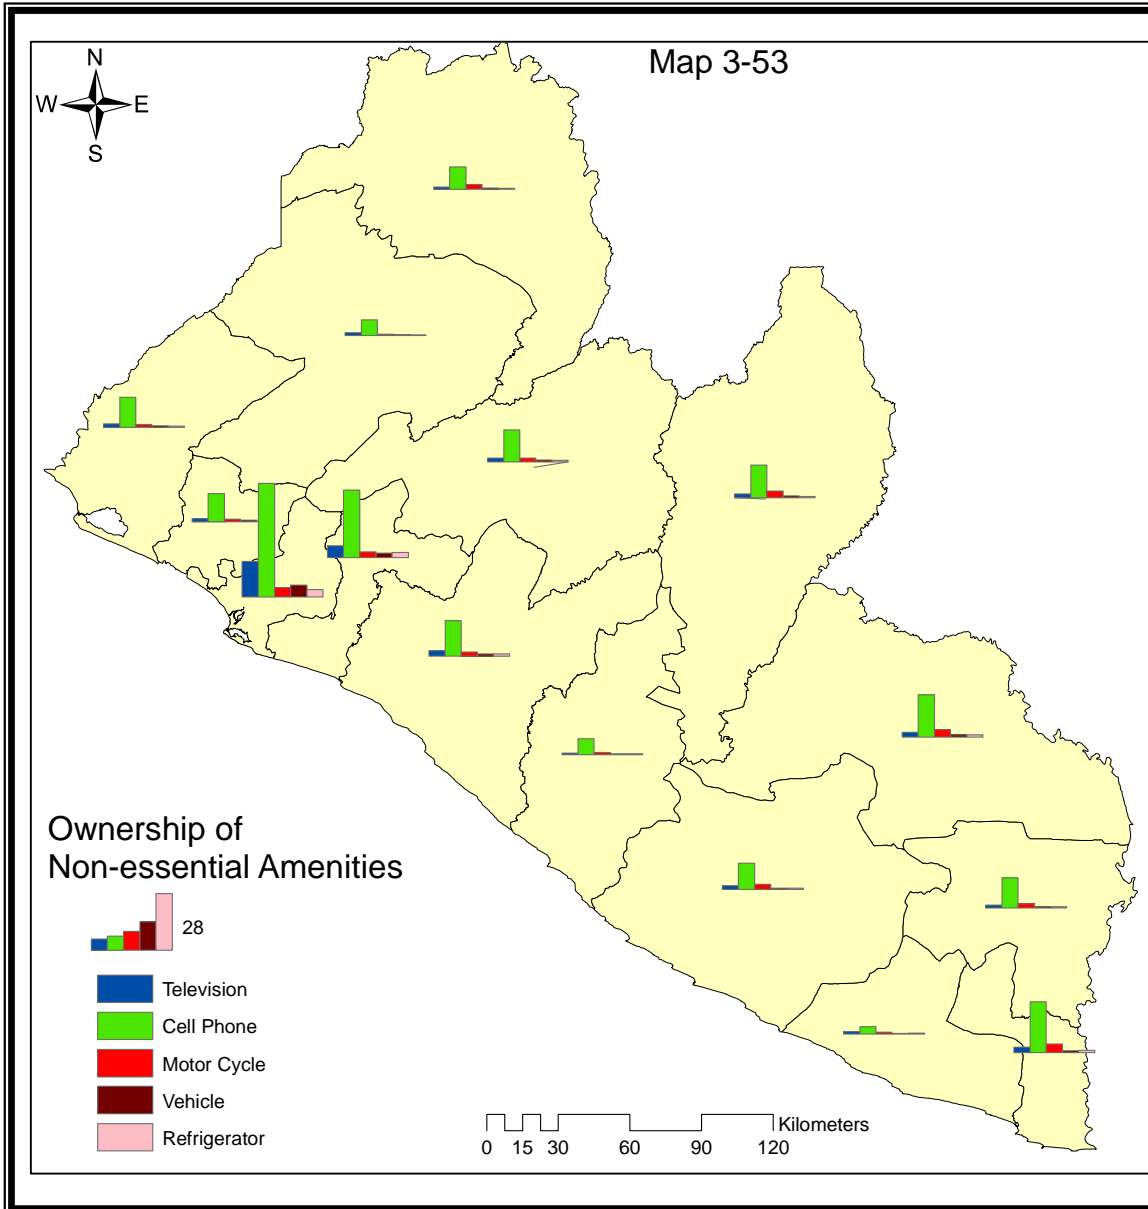 Map 3-53
N
W E
S
Ownership of
Non-essential Amenities
28
Television
Cell Phone
Motor Cycle
Vehicle
Refrigerator
Kilometers
0 15 30 60 90 120